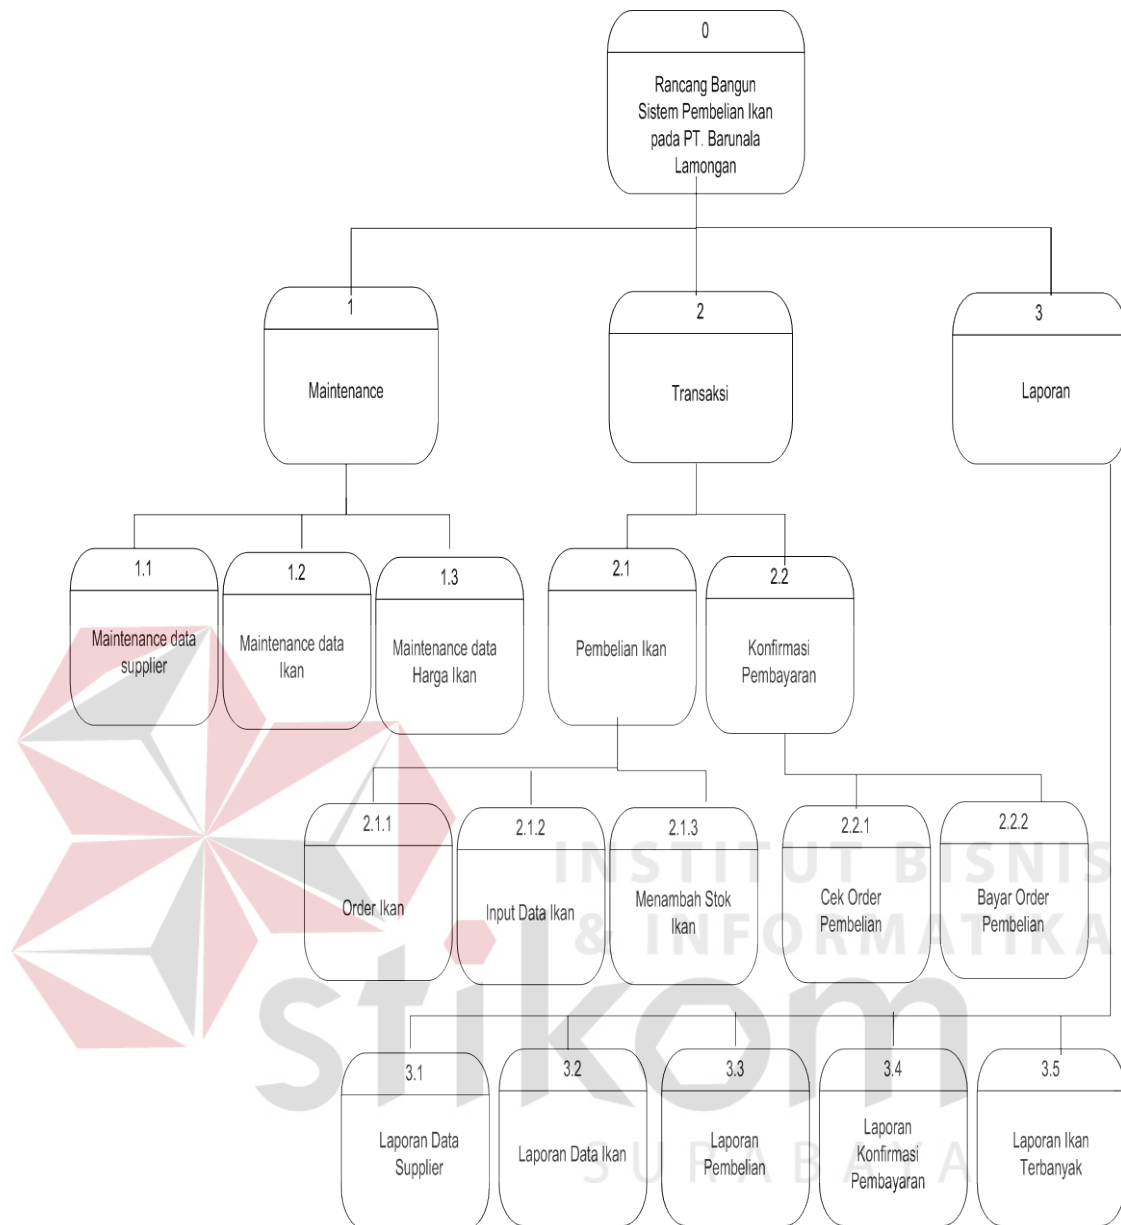 0
Rancang Bangun
Sistem Pembelian Ikan
pada PT. Barunala
Lamongan
1
Maintenance
2
Transaksi
3
Laporan
1.1
Maintenance data
supplier
1.2
Maintenance data
Ikan
1.3
Maintenance data
Harga Ikan
2.1
Pembelian Ikan
2.2
Konfirmasi
Pembayaran
2.1.1
Order Ikan
2.1.2
Input Data Ikan
2.1.3
Menambah Stok
Ikan
2.2.1
Cek Order
Pembelian
2.2.2
Bayar Order
Pembelian
3.1
Laporan Data
Supplier
3.2
Laporan Data Ikan
3.3
Laporan
Pembelian
3.4
Laporan
Konfirmasi
Pembayaran
3.5
Laporan Ikan
Terbanyak
INSTITUT BISNIS
& INFORMATIKA
stikom
SURABAYA